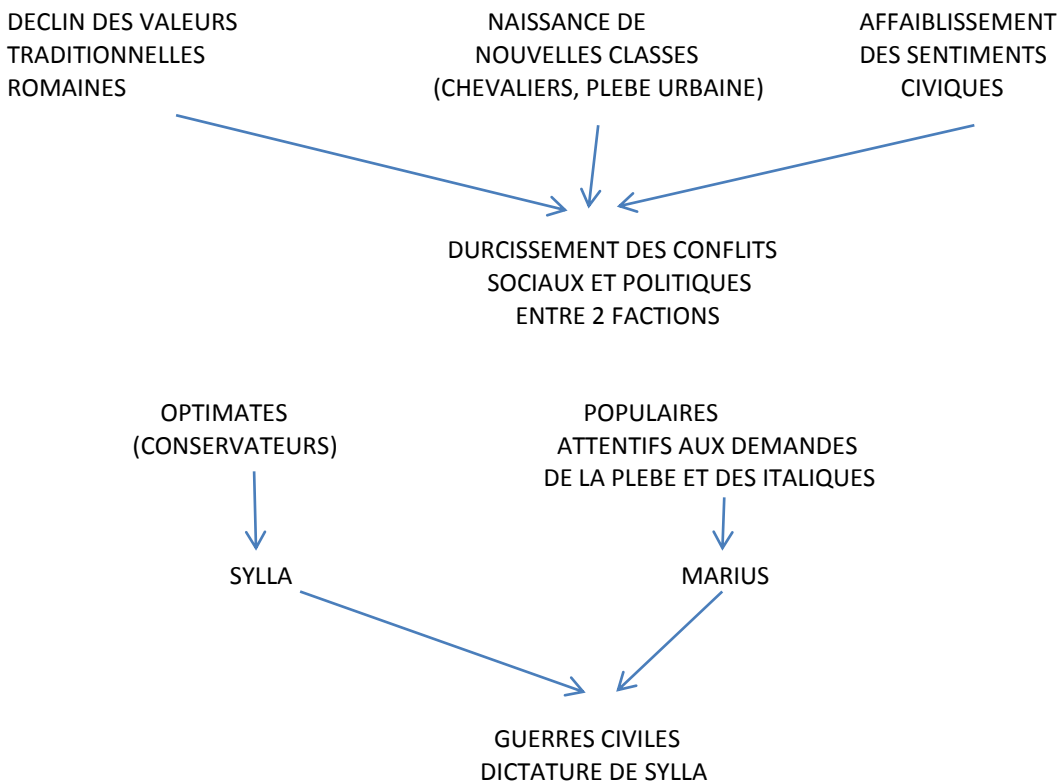 DECLIN DES VALEURS
TRADITIONNELLES
ROMAINES
NAISSANCE DE
NOUVELLES CLASSES
(CHEVALIERS, PLEBE URBAINE)
AFFAIBLISSEMENT
DES SENTIMENTS
CIVIQUES
DURCISSEMENT DES CONFLITS
SOCIAUX ET POLITIQUES
ENTRE 2 FACTIONS
OPTIMATES
(CONSERVATEURS)
POPULAIRES
ATTENTIFS AUX DEMANDES
DE LA PLEBE ET DES ITALIQUES
SYLLA
MARIUS
GUERRES CIVILES
DICTATURE DE SYLLA